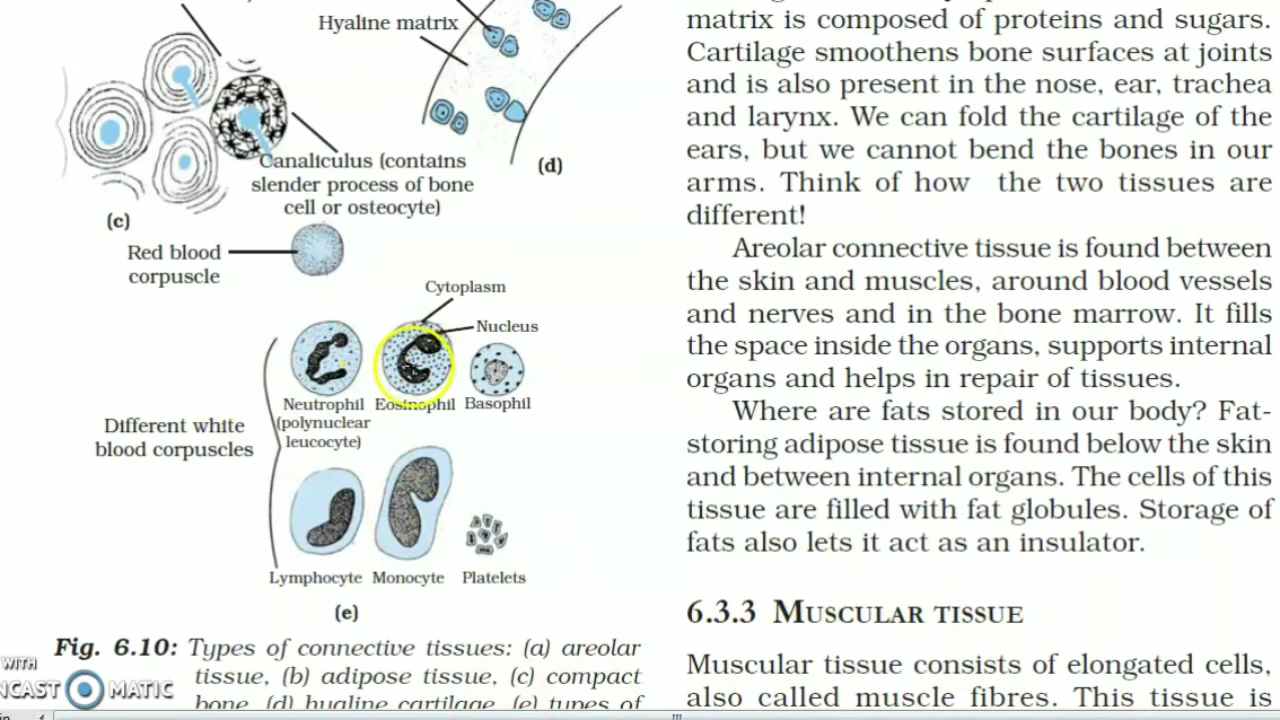 Hyaline matrix
(d)
Canaliculus (contains
slender process of bone
cell or osteocyte)
(c)
Red blood
corpuscle
Cytoplasm
Nucleus
Neutrophil
(polynuclear
leucocyte)
Eosinophil
Basophil
Different white
blood corpuscles
Lymphocyte
Monocyte
Platelets
(e)
Fig. 6.10: Types of connective tissues: (a) areolar
tissue, (b) adipose tissue, (c) compact
bone, (d) hyaline cartilage, (e) types of
matrix is composed of proteins and sugars.
Cartilage smoothens bone surfaces at joints
and is also present in the nose, ear, trachea
and larynx. We can fold the cartilage of the
ears, but we cannot bend the bones in our
arms. Think of how the two tissues are
different!
Areolar connective tissue is found between
the skin and muscles, around blood vessels
and nerves and in the bone marrow. It fills
the space inside the organs, supports internal
organs and helps in repair of tissues.
Where are fats stored in our body? Fat-
storing adipose tissue is found below the skin
and between internal organs. The cells of this
tissue are filled with fat globules. Storage of
fats also lets it act as an insulator.
6.3.3 MUSCULAR TISSUE
Muscular tissue consists of elongated cells,
also called muscle fibres. This tissue is
WITH
NCAST MATIC